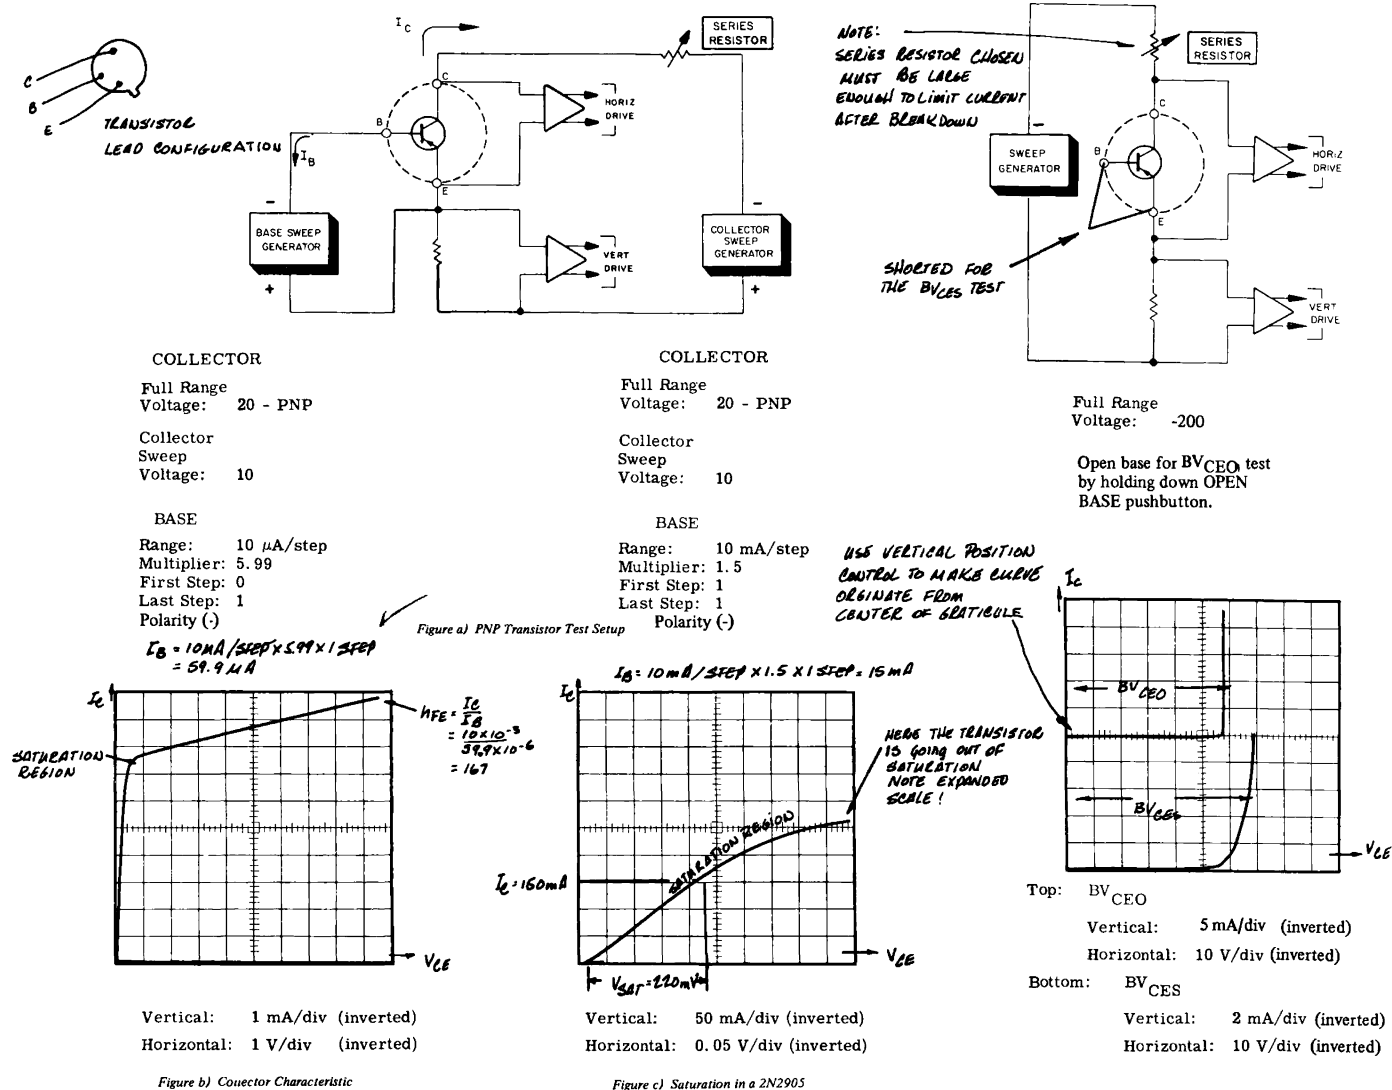 C
B
E
TRANSISTOR
LEAD CONFIGURATION
I_C
SERIES
RESISTOR
C
B
E
I_B
HORIZ
DRIVE
VERT
DRIVE
-
BASE SWEEP
GENERATOR
+
-
COLLECTOR
SWEEP
GENERATOR
+
NOTE:
SERIES RESISTOR CHOSEN
MUST BE LARGE
ENOUGH TO LIMIT CURRENT
AFTER BREAKDOWN
SERIES
RESISTOR
-
SWEEP
GENERATOR
C
B
E
HORIZ
DRIVE
VERT
DRIVE
SHORTED FOR
THE BV_CES TEST
COLLECTOR
Full Range
Voltage: 20 - PNP
Collector
Sweep
Voltage: 10
BASE
Range: 10 μA/step
Multiplier: 5.99
First Step: 0
Last Step: 1
Polarity (-)
COLLECTOR
Full Range
Voltage: 20 - PNP
Collector
Sweep
Voltage: 10
BASE
Range: 10 mA/step
Multiplier: 1.5
First Step: 1
Last Step: 1
Polarity (-)
Full Range
Voltage: -200
Open base for BV_CEO, test
by holding down OPEN
BASE pushbutton.
Figure a) PNP Transistor Test Setup
I_B = 10μA/STEP x 5.99 x 1 STEP
= 59.9 μA
I_C
SATURATION
REGION
h_FE = I_C
I_B
= 10 x 10^-3
59.9 x 10^-6
= 167
V_CE
Vertical: 1 mA/div (inverted)
Horizontal: 1 V/div (inverted)
Figure b) Collector Characteristic
I_B = 10 mA/STEP x 1.5 x 1 STEP = 15 mA
I_C
HERE THE TRANSISTOR
IS GOING OUT OF
SATURATION
NOTE EXPANDED
SCALE!
SATURATION REGION
I_C = 150mA
V_CE
V_SAT = 220mV
Vertical: 50 mA/div (inverted)
Horizontal: 0.05 V/div (inverted)
Figure c) Saturation in a 2N2905
USE VERTICAL POSITION
CONTROL TO MAKE CURVE
ORGINATE FROM
CENTER OF GRATICULE
I_C
BV_CEO
BV_CES
V_CE
Top: BV_CEO
Vertical: 5 mA/div (inverted)
Horizontal: 10 V/div (inverted)
Bottom: BV_CES
Vertical: 2 mA/div (inverted)
Horizontal: 10 V/div (inverted)